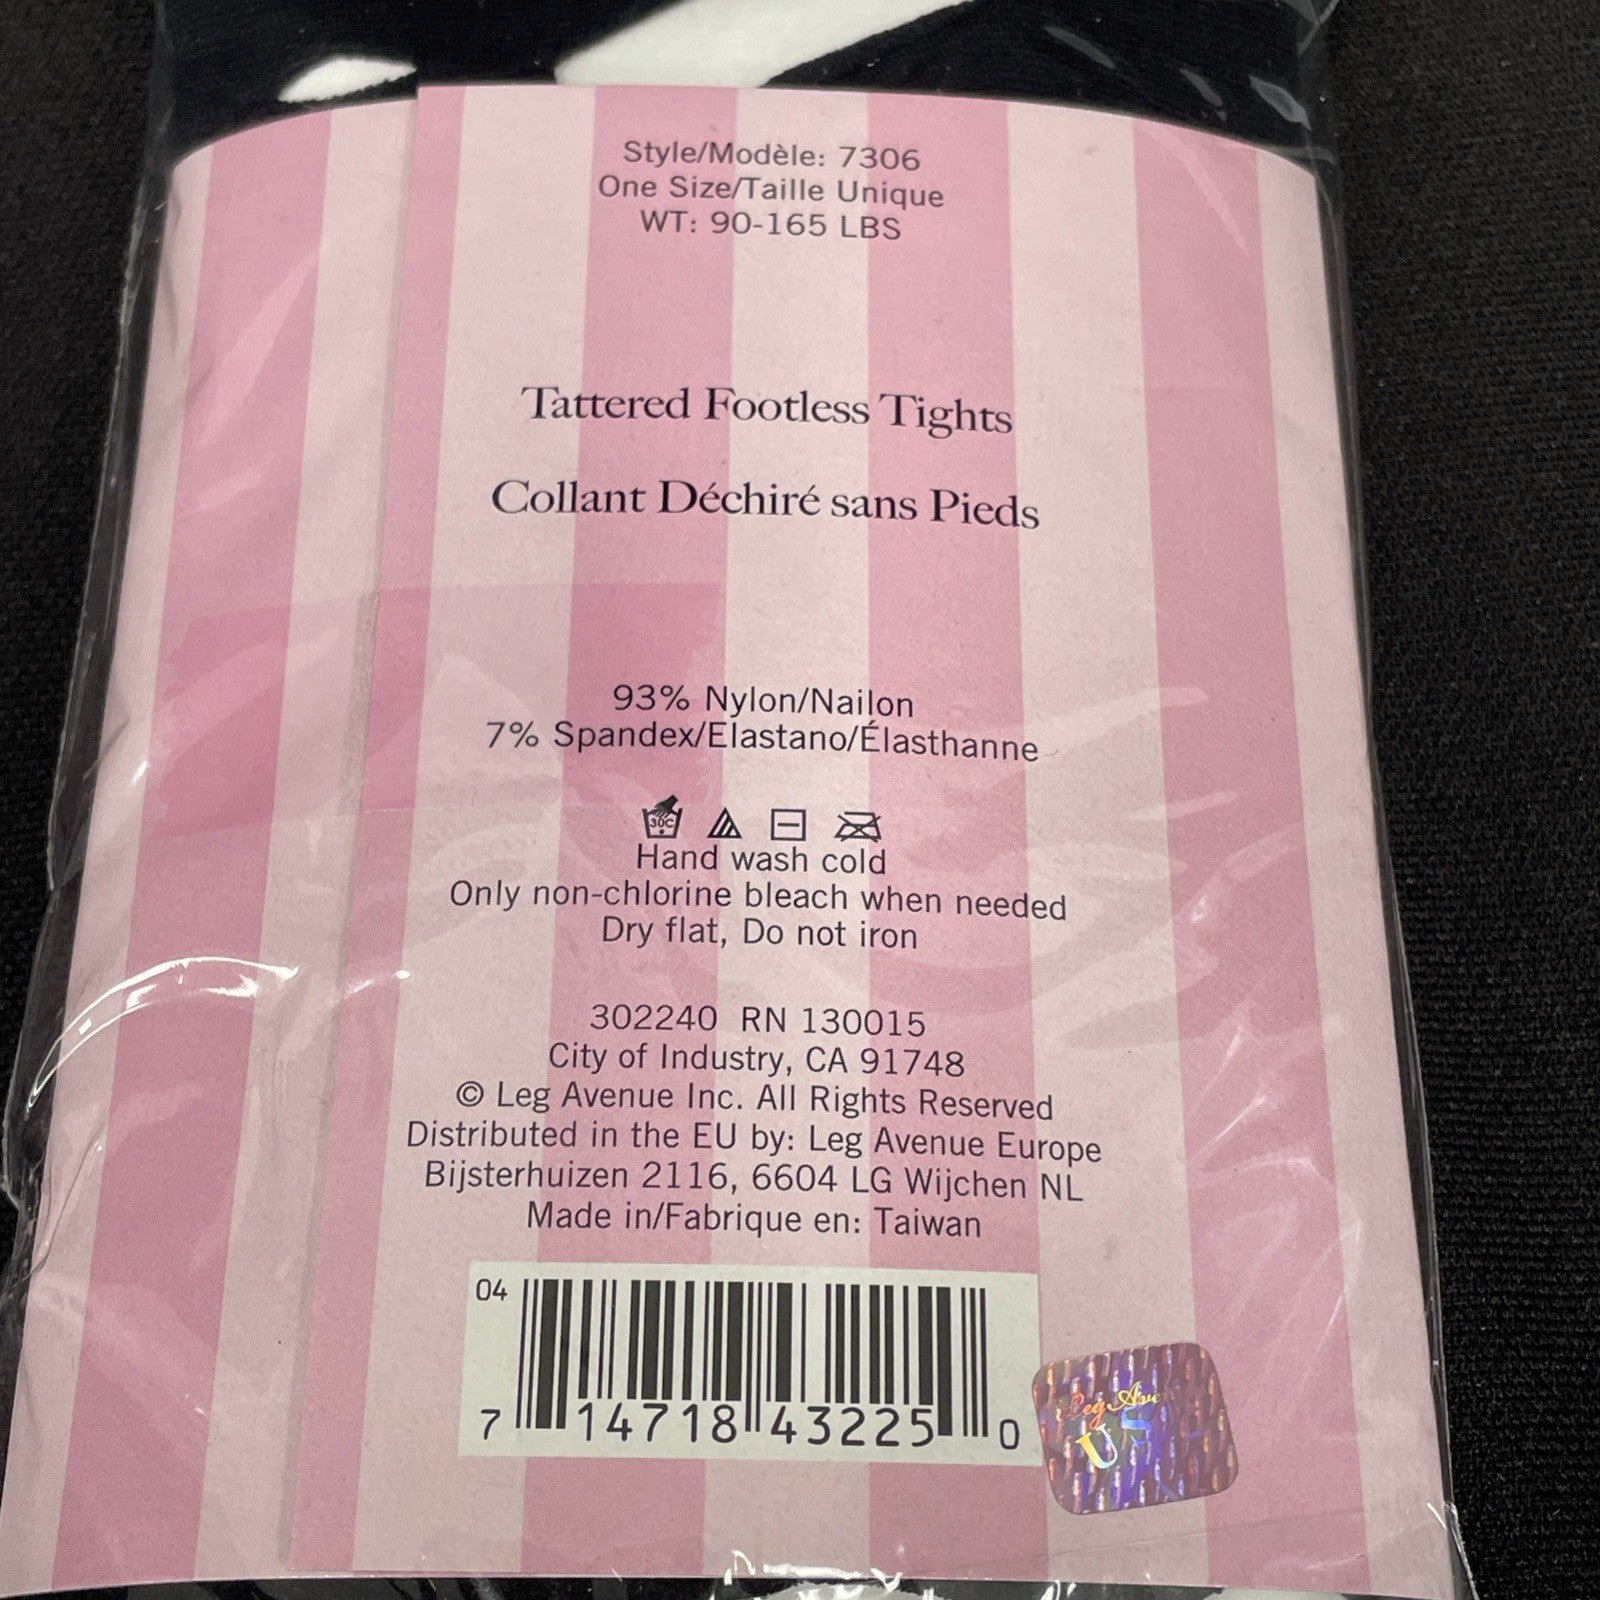 Style/Modèle: 7306
One Size/Taille Unique
WT: 90-165 LBS
Tattered Footless Tights
Collant Déchiré sans Pieds
93% Nylon/Nailon
7% Spandex/Elastano/Élasthanne
30C
Hand wash cold
Only non-chlorine bleach when needed
Dry flat, Do not iron
302240 RN 130015
City of Industry, CA 91748
© Leg Avenue Inc. All Rights Reserved
Distributed in the EU by: Leg Avenue Europe
Bijsterhuizen 2116, 6604 LG Wijchen NL
Made in/Fabrique en: Taiwan
04
7 14718 43225 0
Leg